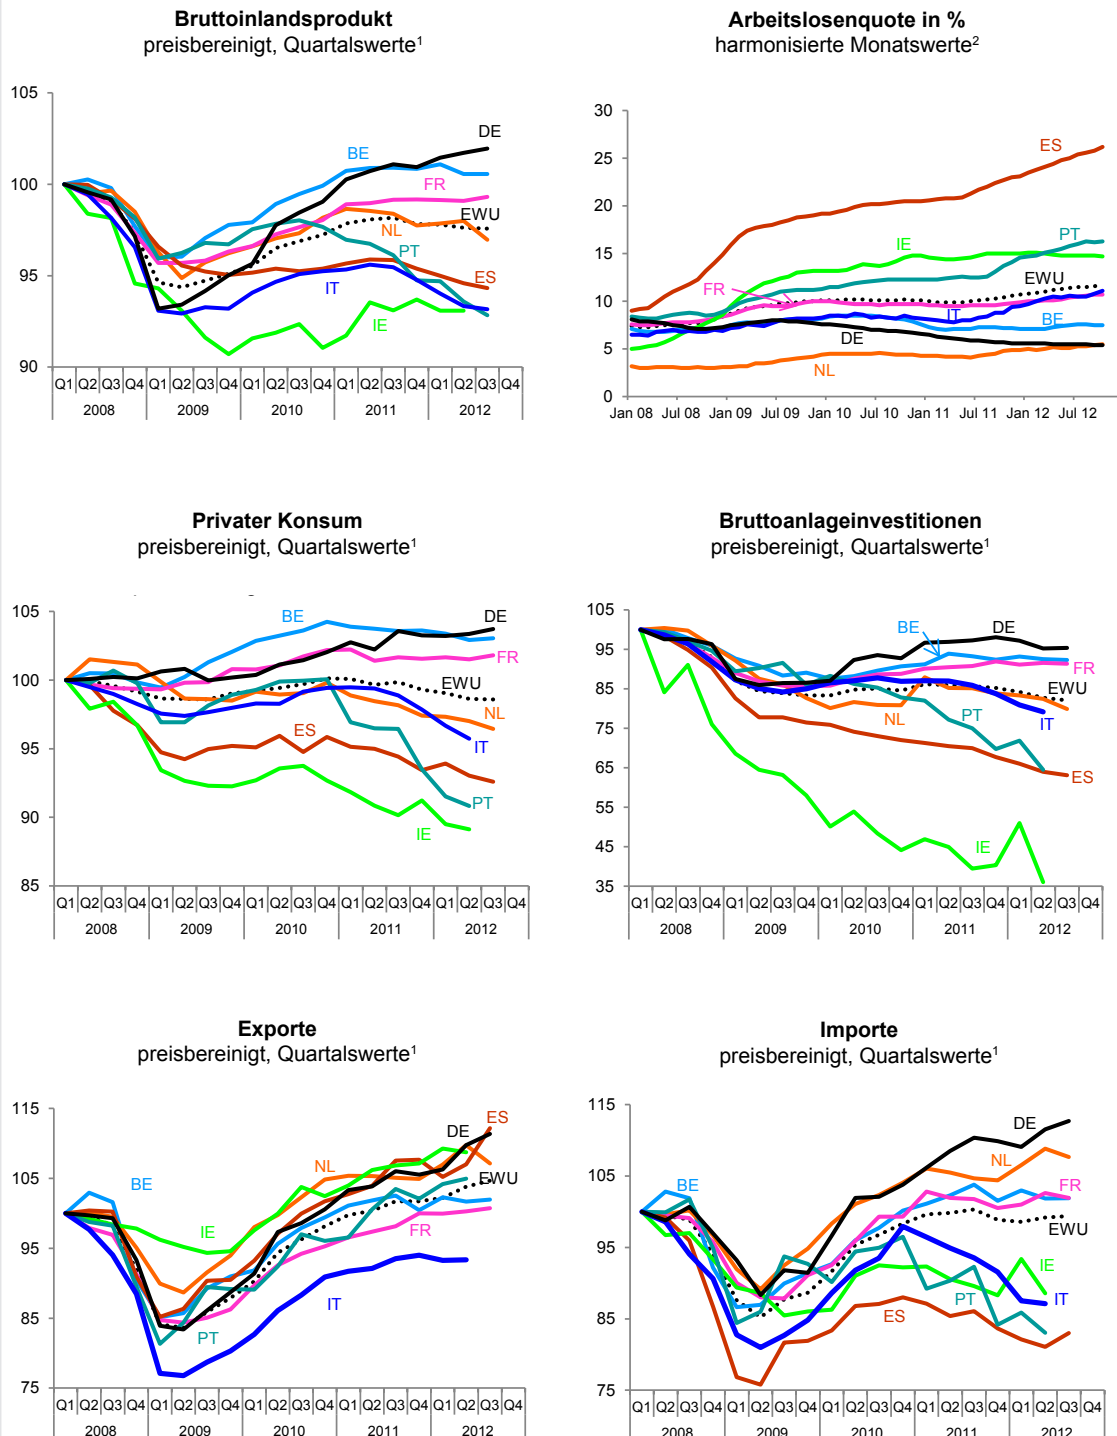 Bruttoinlandsprodukt
preisbereinigt, Quartalswerte¹
105
100
95
90
DE
BE
FR
EWU
NL
PT
ES
IT
IE
Q1 Q2 Q3 Q4 Q1 Q2 Q3 Q4 Q1 Q2 Q3 Q4 Q1 Q2 Q3 Q4 Q1 Q2 Q3 Q4
2008 2009 2010 2011 2012
Arbeitslosenquote in %
harmonisierte Monatswerte²
30
25
20
15
10
5
0
ES
PT
IE
EWU
FR
IT
BE
DE
NL
Jan 08 Jul 08 Jan 09 Jul 09 Jan 10 Jul 10 Jan 11 Jul 11 Jan 12 Jul 12
Privater Konsum
preisbereinigt, Quartalswerte¹
105
100
95
90
85
BE
DE
FR
EWU
NL
IT
ES
PT
IE
Q1 Q2 Q3 Q4 Q1 Q2 Q3 Q4 Q1 Q2 Q3 Q4 Q1 Q2 Q3 Q4 Q1 Q2 Q3 Q4
2008 2009 2010 2011 2012
Bruttoanlageinvestitionen
preisbereinigt, Quartalswerte¹
105
95
85
75
65
55
45
35
BE
DE
FR
EWU
NL
PT
IT
ES
IE
Q1 Q2 Q3 Q4 Q1 Q2 Q3 Q4 Q1 Q2 Q3 Q4 Q1 Q2 Q3 Q4 Q1 Q2 Q3 Q4
2008 2009 2010 2011 2012
Exporte
preisbereinigt, Quartalswerte¹
115
105
95
85
75
ES
DE
NL
EWU
BE
IE
FR
IT
PT
Q1 Q2 Q3 Q4 Q1 Q2 Q3 Q4 Q1 Q2 Q3 Q4 Q1 Q2 Q3 Q4 Q1 Q2 Q3 Q4
2008 2009 2010 2011 2012
Importe
preisbereinigt, Quartalswerte¹
115
105
95
85
75
DE
NL
BE
FR
EWU
IE
PT
IT
ES
Q1 Q2 Q3 Q4 Q1 Q2 Q3 Q4 Q1 Q2 Q3 Q4 Q1 Q2 Q3 Q4 Q1 Q2 Q3 Q4
2008 2009 2010 2011 2012